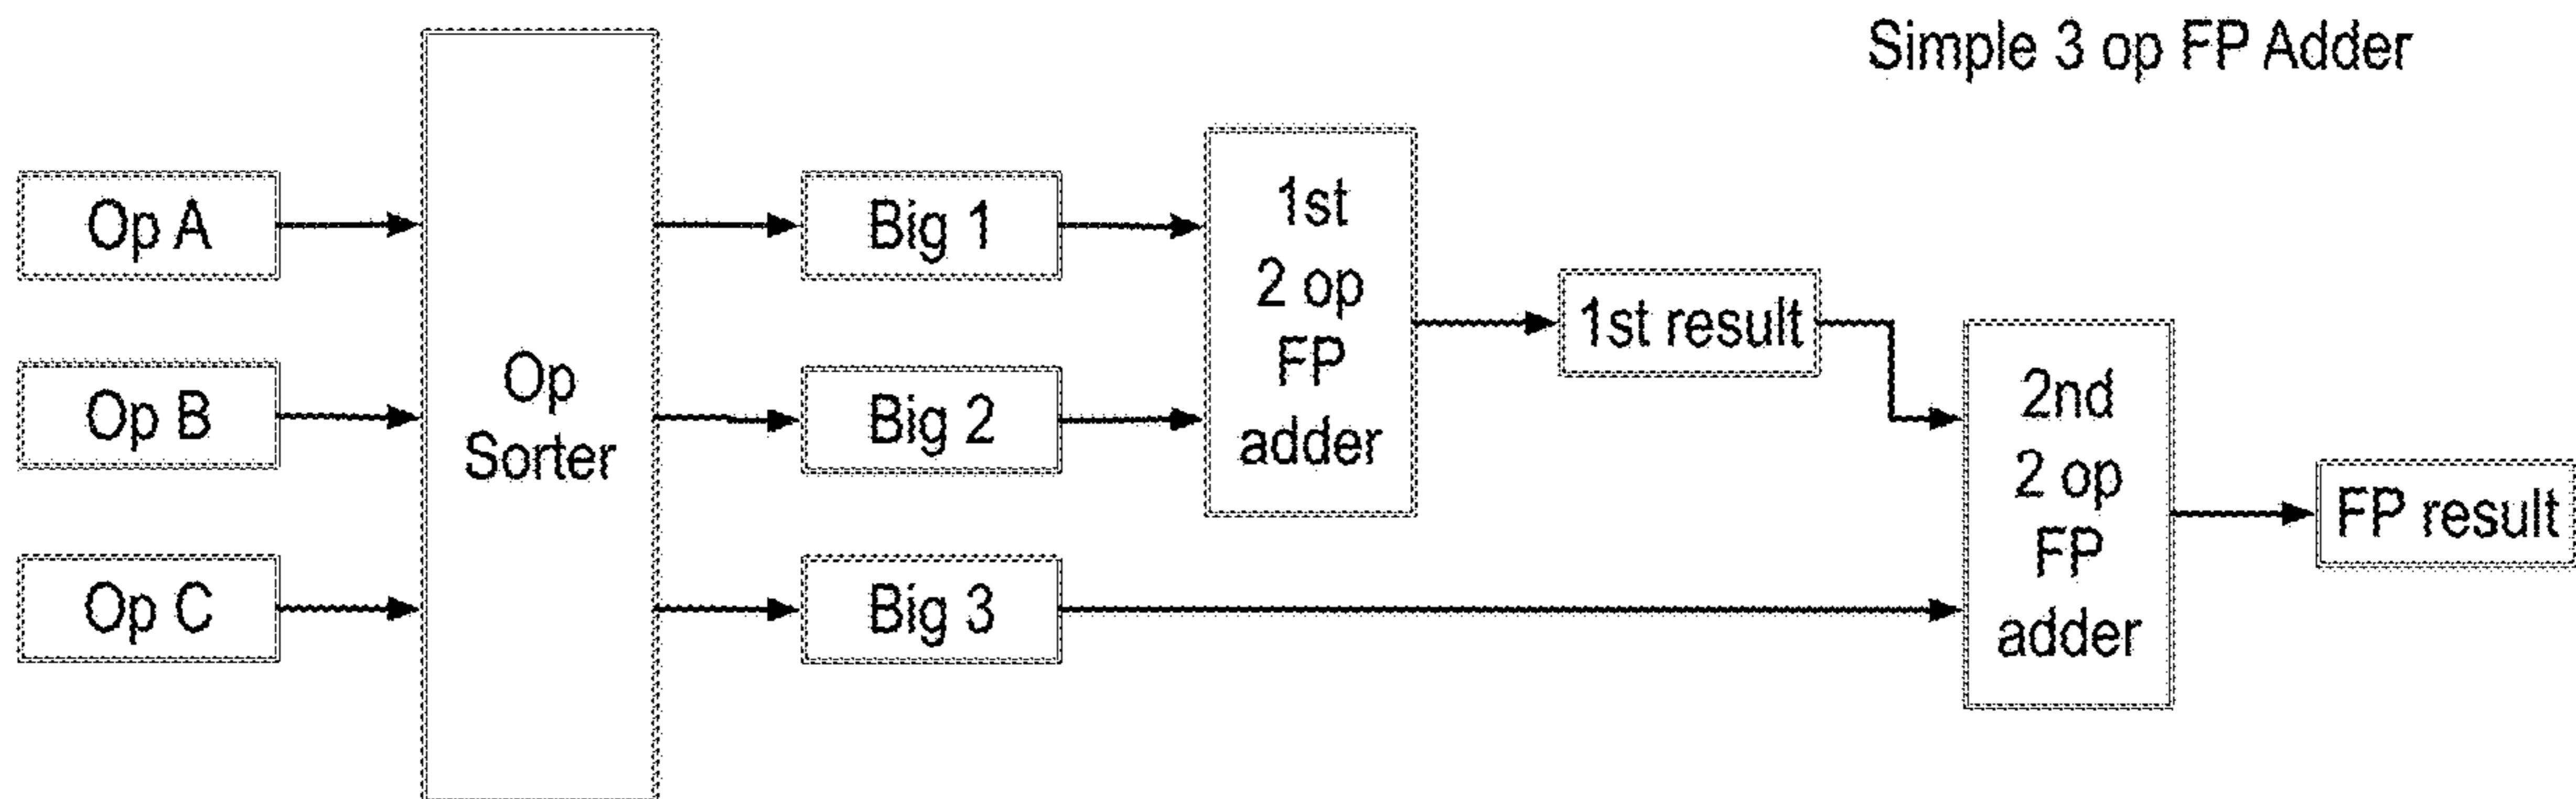 Simple 3 op FP Adder
Op A
Op B
Op C
Op
Sorter
Big 1
Big 2
Big 3
1st
2 op
FP
adder
1st result
2nd
2 op
FP
adder
FP result